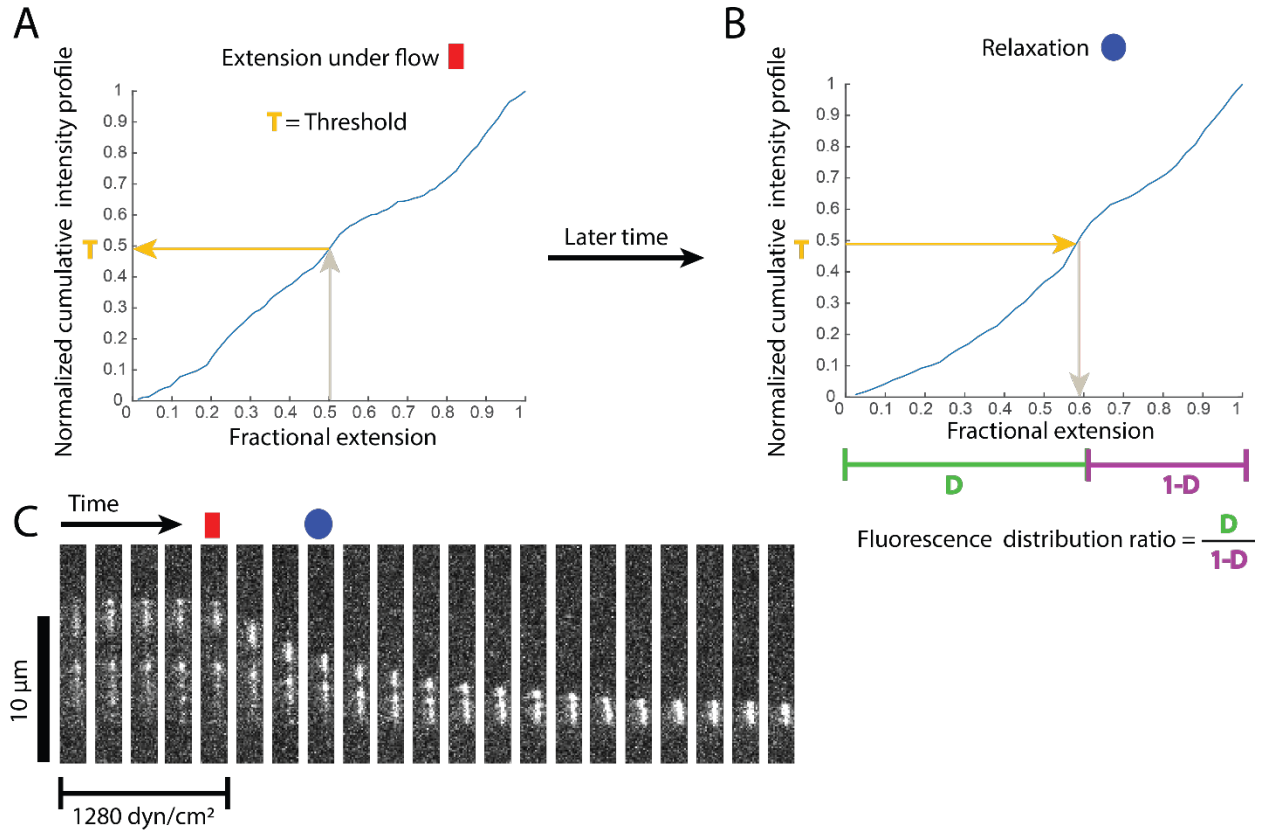 A
Extension under flow
T = Threshold
Normalized cumulative intensity profile
1
0.9
0.8
0.7
0.6
0.5
0.4
0.3
0.2
0.1
0
T
0 0.1 0.2 0.3 0.4 0.5 0.6 0.7 0.8 0.9 1
Fractional extension
Later time
B
Relaxation
Normalized cumulative intensity profile
1
0.9
0.8
0.7
0.6
0.5
0.4
0.3
0.2
0.1
0
T
0 0.1 0.2 0.3 0.4 0.5 0.6 0.7 0.8 0.9 1
Fractional extension
D 1-D
Fluorescence distribution ratio = D
1-D
C
Time
10 µm
1280 dyn/cm²